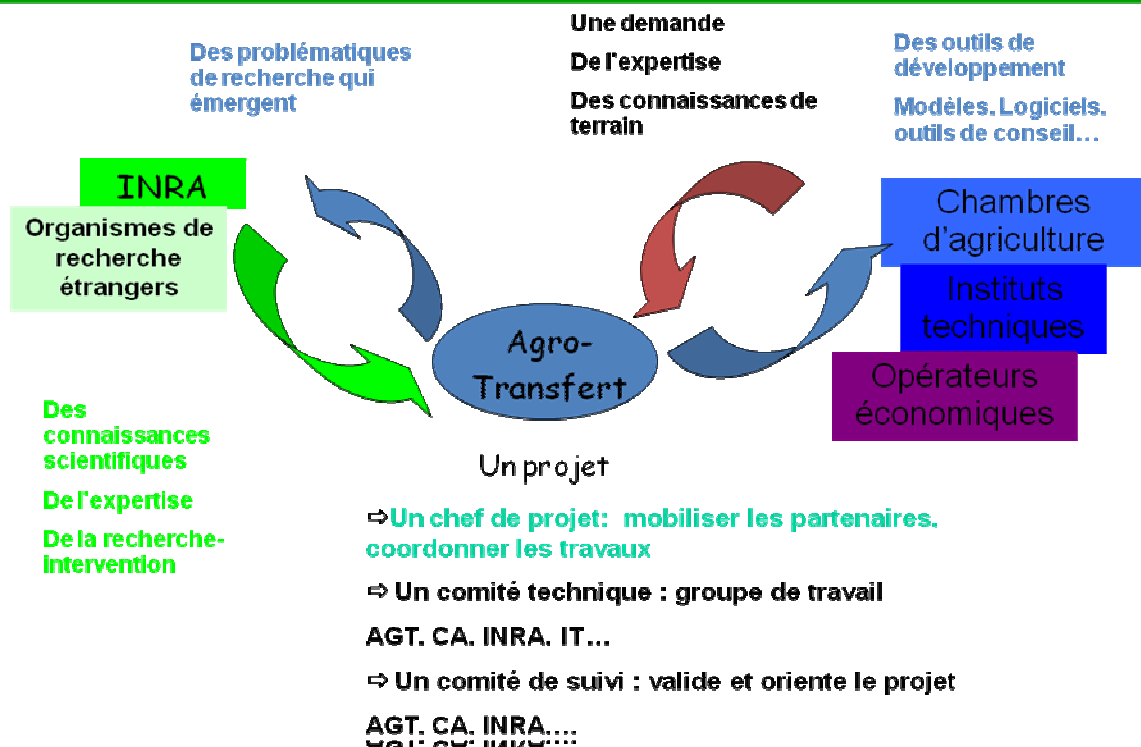 Des problématiques
de recherche qui
émergent
Une demande
De l'expertise
Des connaissances de
terrain
Des outils de
développement
Modèles. Logiciels.
outils de conseil…
INRA
Organismes de
recherche
étrangers
Chambres
d'agriculture
Instituts
techniques
Opérateurs
économiques
Agro-
Transfert
Des
connaissances
scientifiques
De l'expertise
De la recherche-
intervention
Un projet
⇨Un chef de projet: mobiliser les partenaires.
coordonner les travaux
⇨ Un comité technique : groupe de travail
AGT. CA. INRA. IT…
⇨ Un comité de suivi : valide et oriente le projet
AGT. CA. INRA….